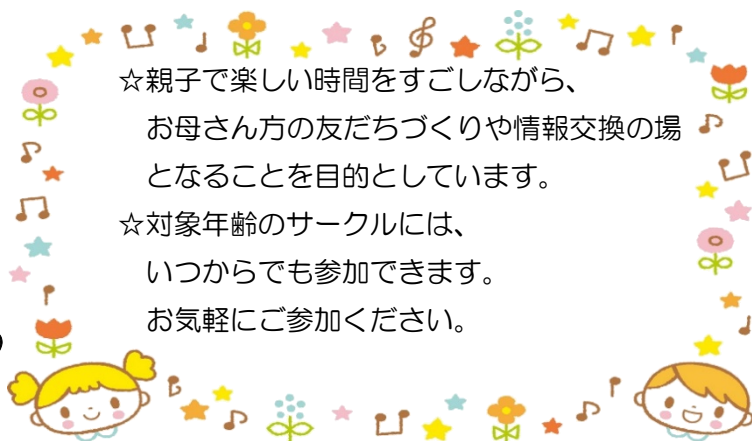 ☆親子で楽しい時間をすごしながら、
お母さん方の友だちづくりや情報交換の場
となることを目的としています。
☆対象年齢のサークルには、
いつからでも参加できます。
お気軽にご参加ください。